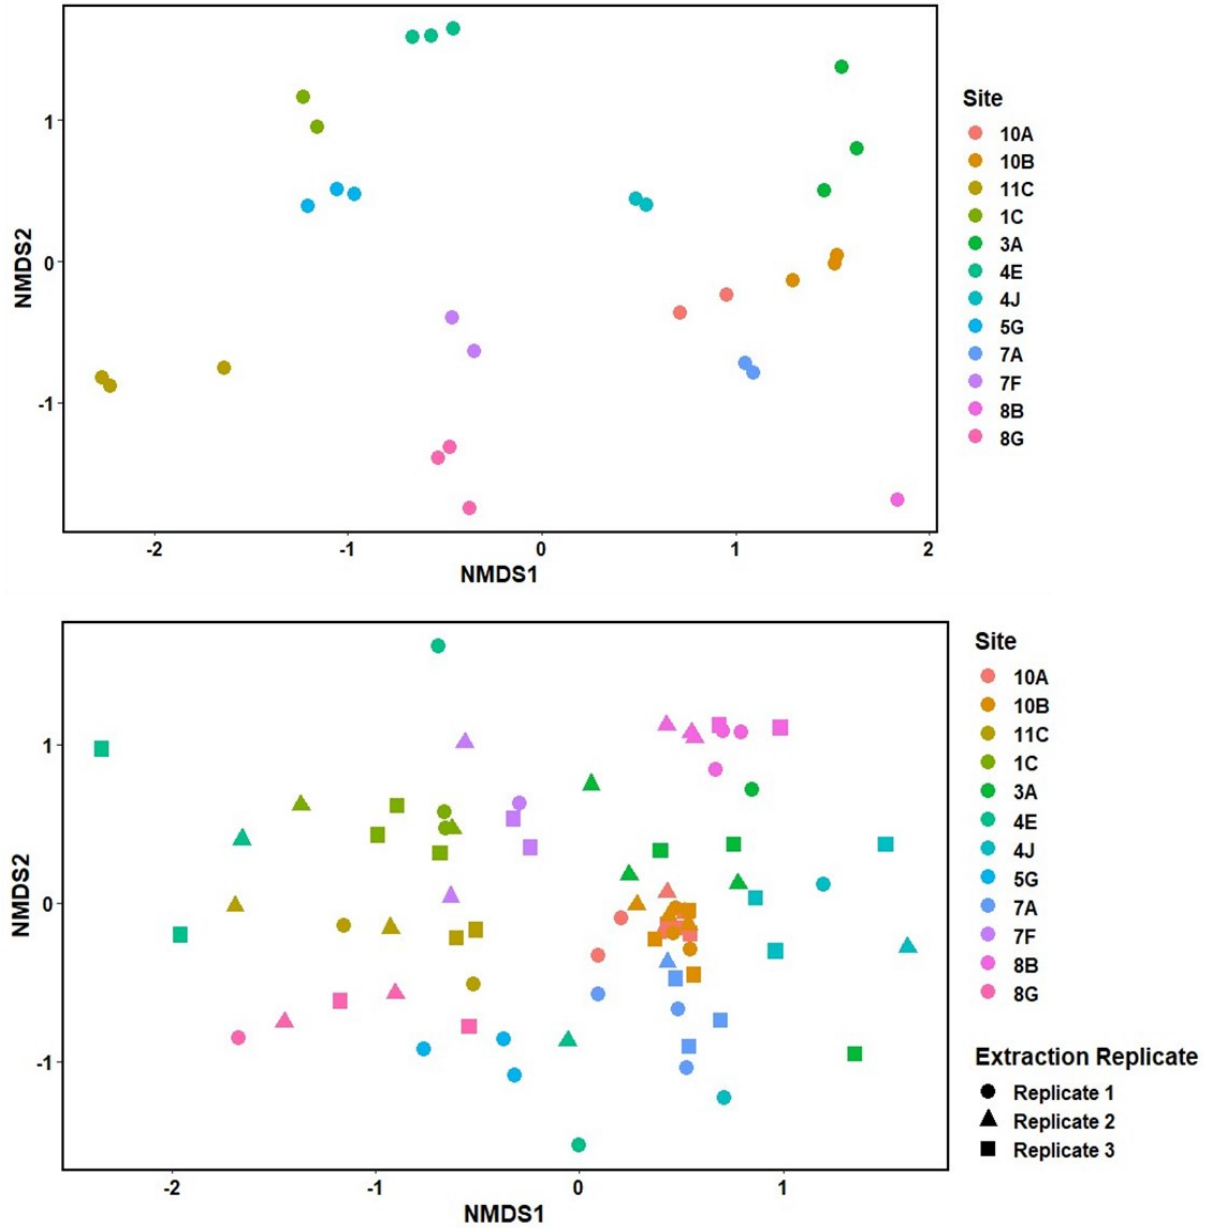 NMDS2
1
0
-1
-2
-1
0
1
2
NMDS1
Site
10A
10B
11C
1C
3A
4E
4J
5G
7A
7F
8B
8G
NMDS2
1
0
-1
-2
-1
0
1
NMDS1
Site
10A
10B
11C
1C
3A
4E
4J
5G
7A
7F
8B
8G
Extraction Replicate
Replicate 1
Replicate 2
Replicate 3